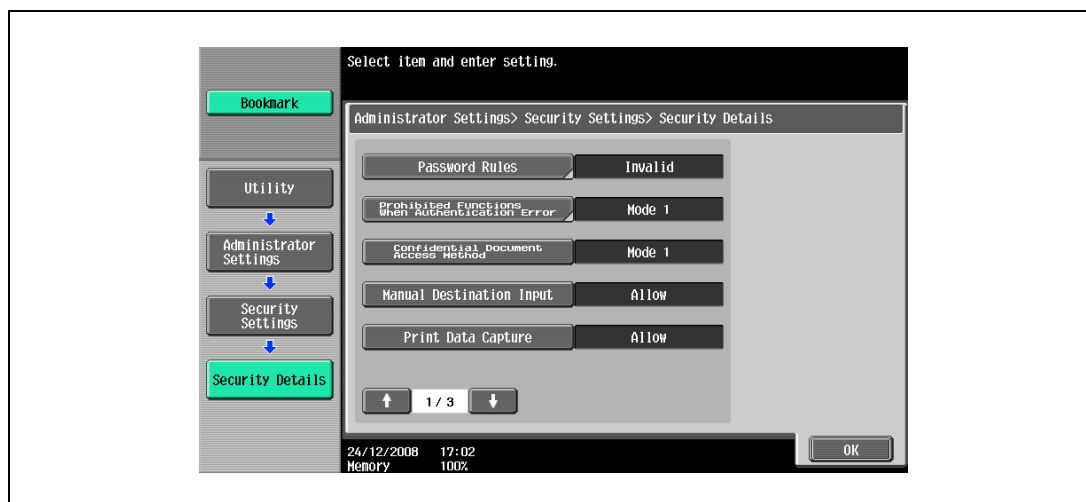 Select item and enter setting.
Bookmark
Administrator Settings> Security Settings> Security Details
Utility
Administrator
Settings
Security
Settings
Security Details
Password Rules
Invalid
Prohibited Functions
When Authentication Error
Mode 1
Confidential Document
Access Method
Mode 1
Manual Destination Input
Allow
Print Data Capture
Allow
1/ 3
OK
24/12/2008 17:02
Memory 100%